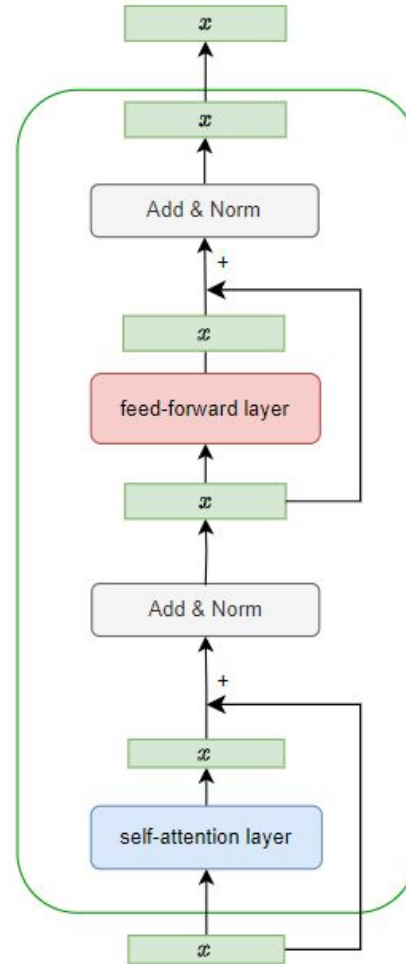 x
x
Add & Norm
+
x
feed-forward layer
x
Add & Norm
+
x
self-attention layer
x